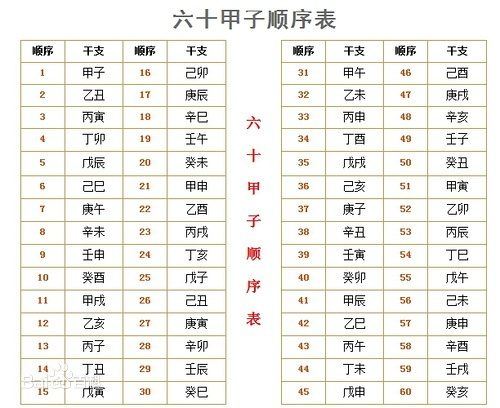 六十甲子顺序表
顺序 干支 顺序 干支
1 甲子 16 己卯
2 乙丑 17 庚辰
3 丙寅 18 辛巳
4 丁卯 19 壬午
5 戊辰 20 癸未
6 己巳 21 甲申
7 庚午 22 乙酉
8 辛未 23 丙戌
9 壬申 24 丁亥
10 癸酉 25 戊子
11 甲戌 26 己丑
12 乙亥 27 庚寅
13 丙子 28 辛卯
14 丁丑 29 壬辰
15 戊寅 30 癸巳
六十甲子顺序表
顺序 干支 顺序 干支
31 甲午 46 己酉
32 乙未 47 庚戌
33 丙申 48 辛亥
34 丁酉 49 壬子
35 戊戌 50 癸丑
36 己亥 51 甲寅
37 庚子 52 乙卯
38 辛丑 53 丙辰
39 壬寅 54 丁巳
40 癸卯 55 戊午
41 甲辰 56 己未
42 乙巳 57 庚申
43 丙午 58 辛酉
44 丁未 59 壬戌
45 戊申 60 癸亥
Baidu百科